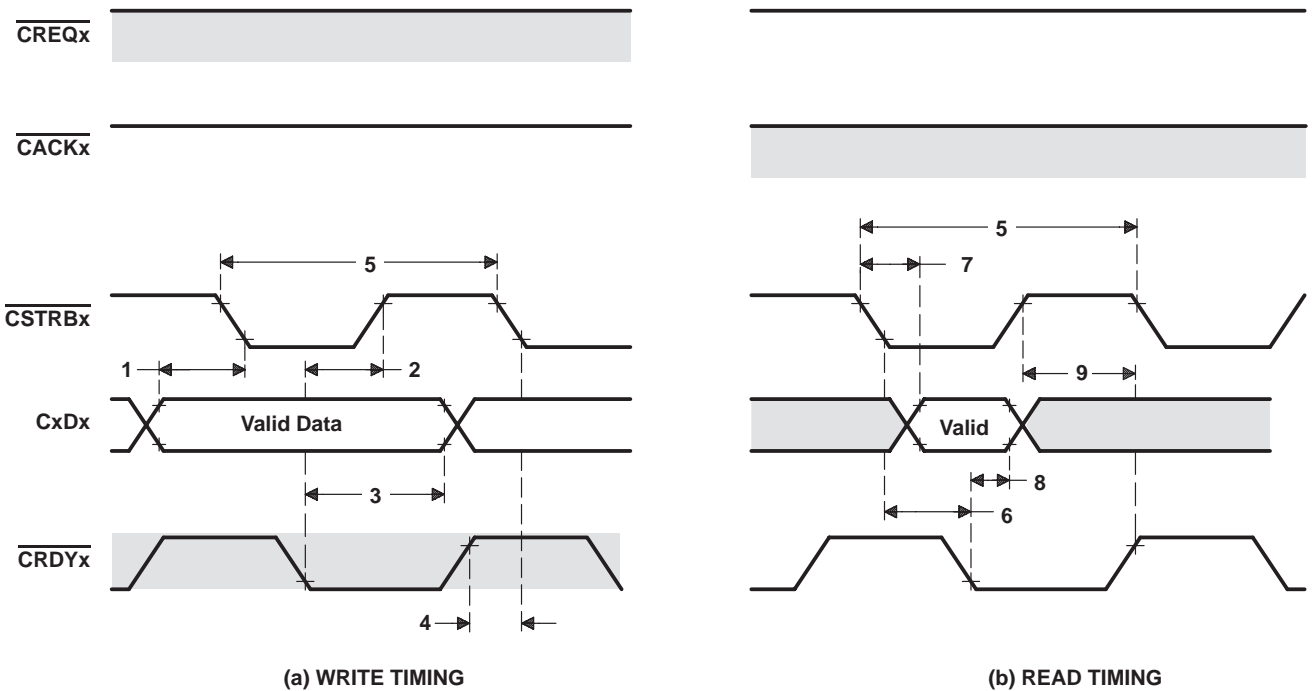 CREQx
CACKx
5
5
7
CSTRBx
1
2
9
CxDx
Valid Data
Valid
3
8
6
CRDYx
4
(a) WRITE TIMING
(b) READ TIMING